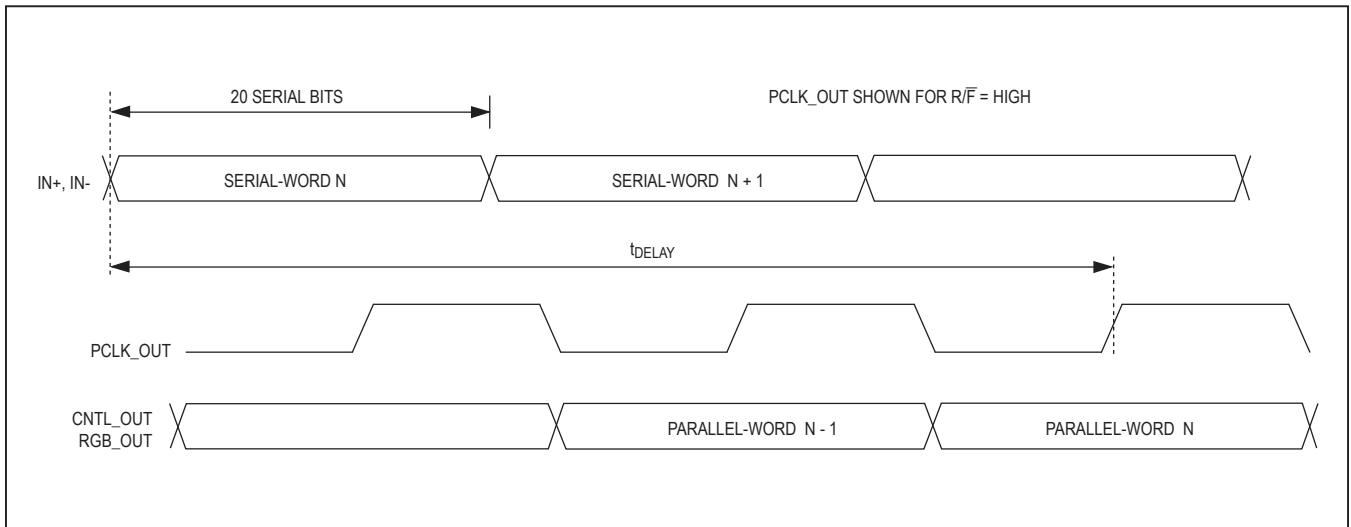 20 SERIAL BITS
PCLK_OUT SHOWN FOR R/F̅ = HIGH
IN+, IN-
SERIAL-WORD N
SERIAL-WORD N + 1
tDELAY
PCLK_OUT
CNTL_OUT
RGB_OUT
PARALLEL-WORD N - 1
PARALLEL-WORD N